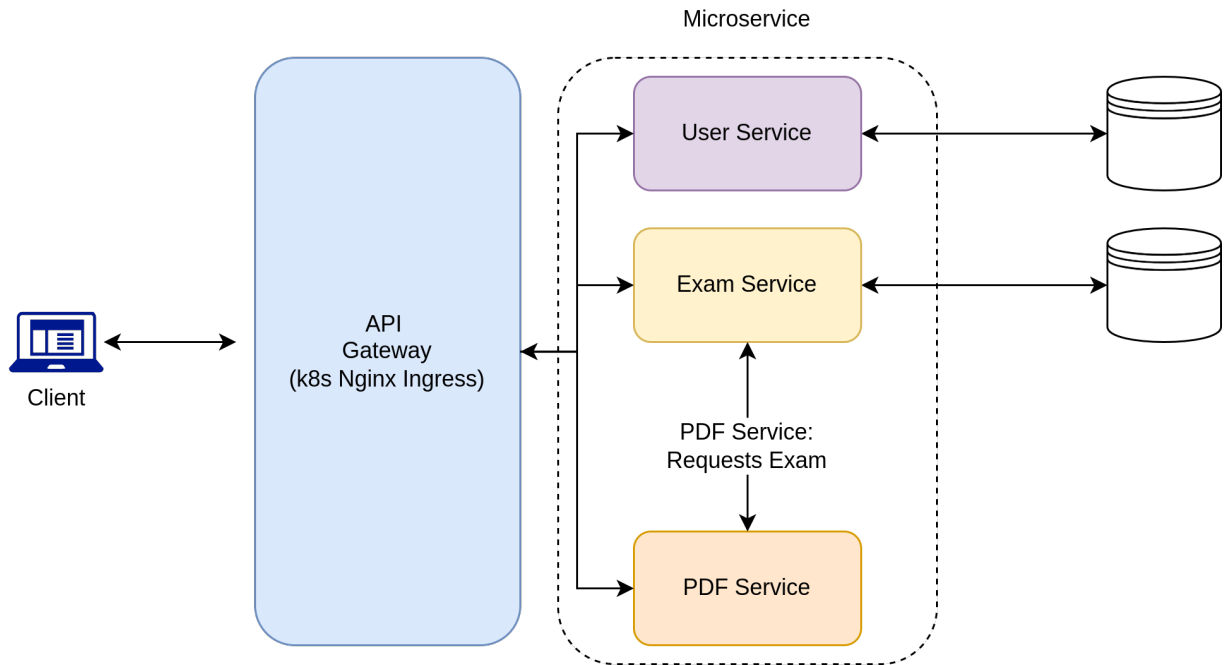 Microservice
User Service
Exam Service
API
Gateway
(k8s Nginx Ingress)
Client
PDF Service:
Requests Exam
PDF Service